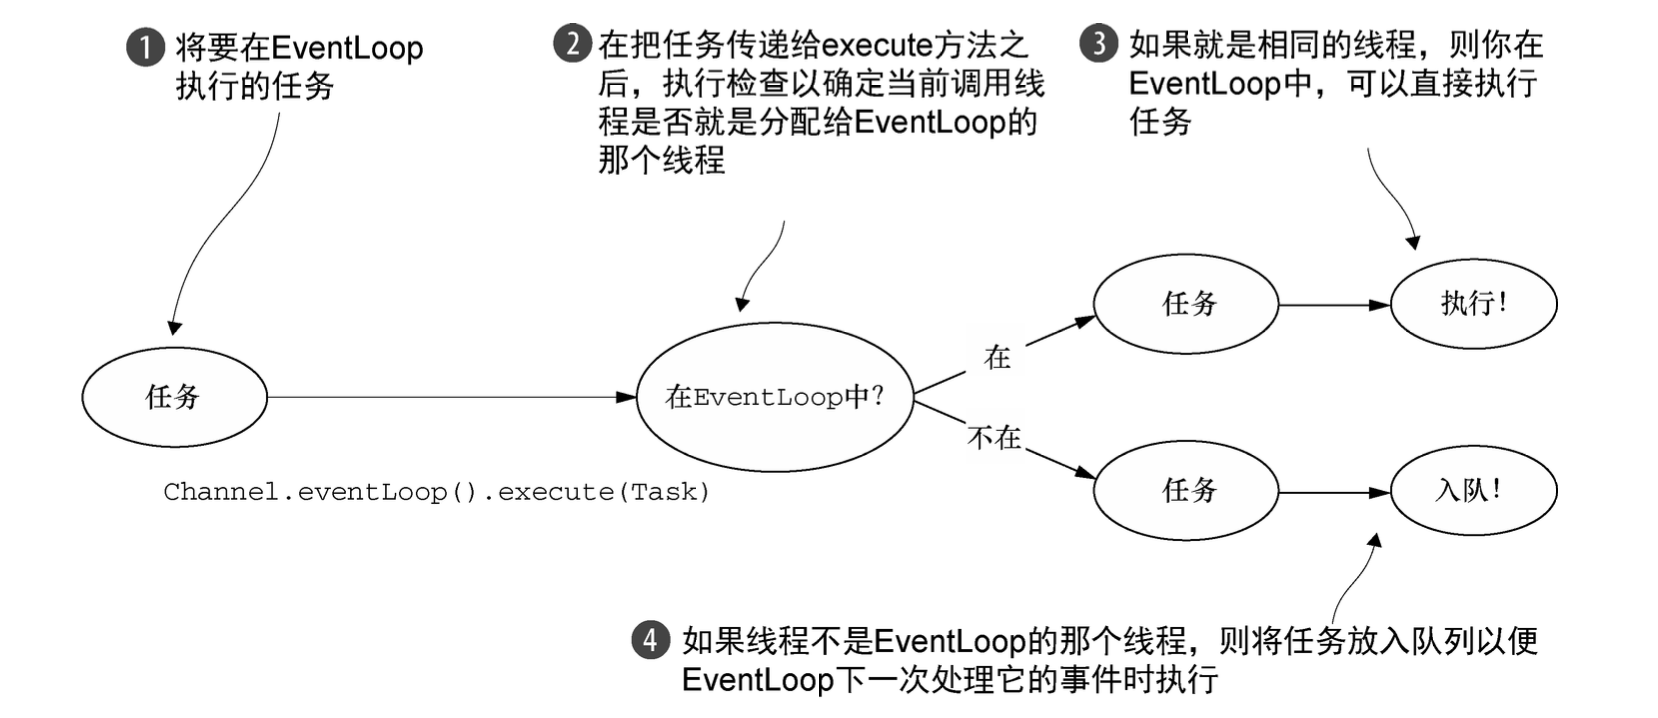 1 将要在EventLoop
执行的任务
2 在把任务传递给execute方法之
后，执行检查以确定当前调用线
程是否就是分配给EventLoop的
那个线程
3 如果就是相同的线程，则你在
EventLoop中，可以直接执行
任务
任务
在EventLoop中？
Channel.eventLoop().execute(Task)
在
任务
执行！
不在
任务
入队！
4 如果线程不是EventLoop的那个线程，则将任务放入队列以便
EventLoop下一次处理它的事件时执行